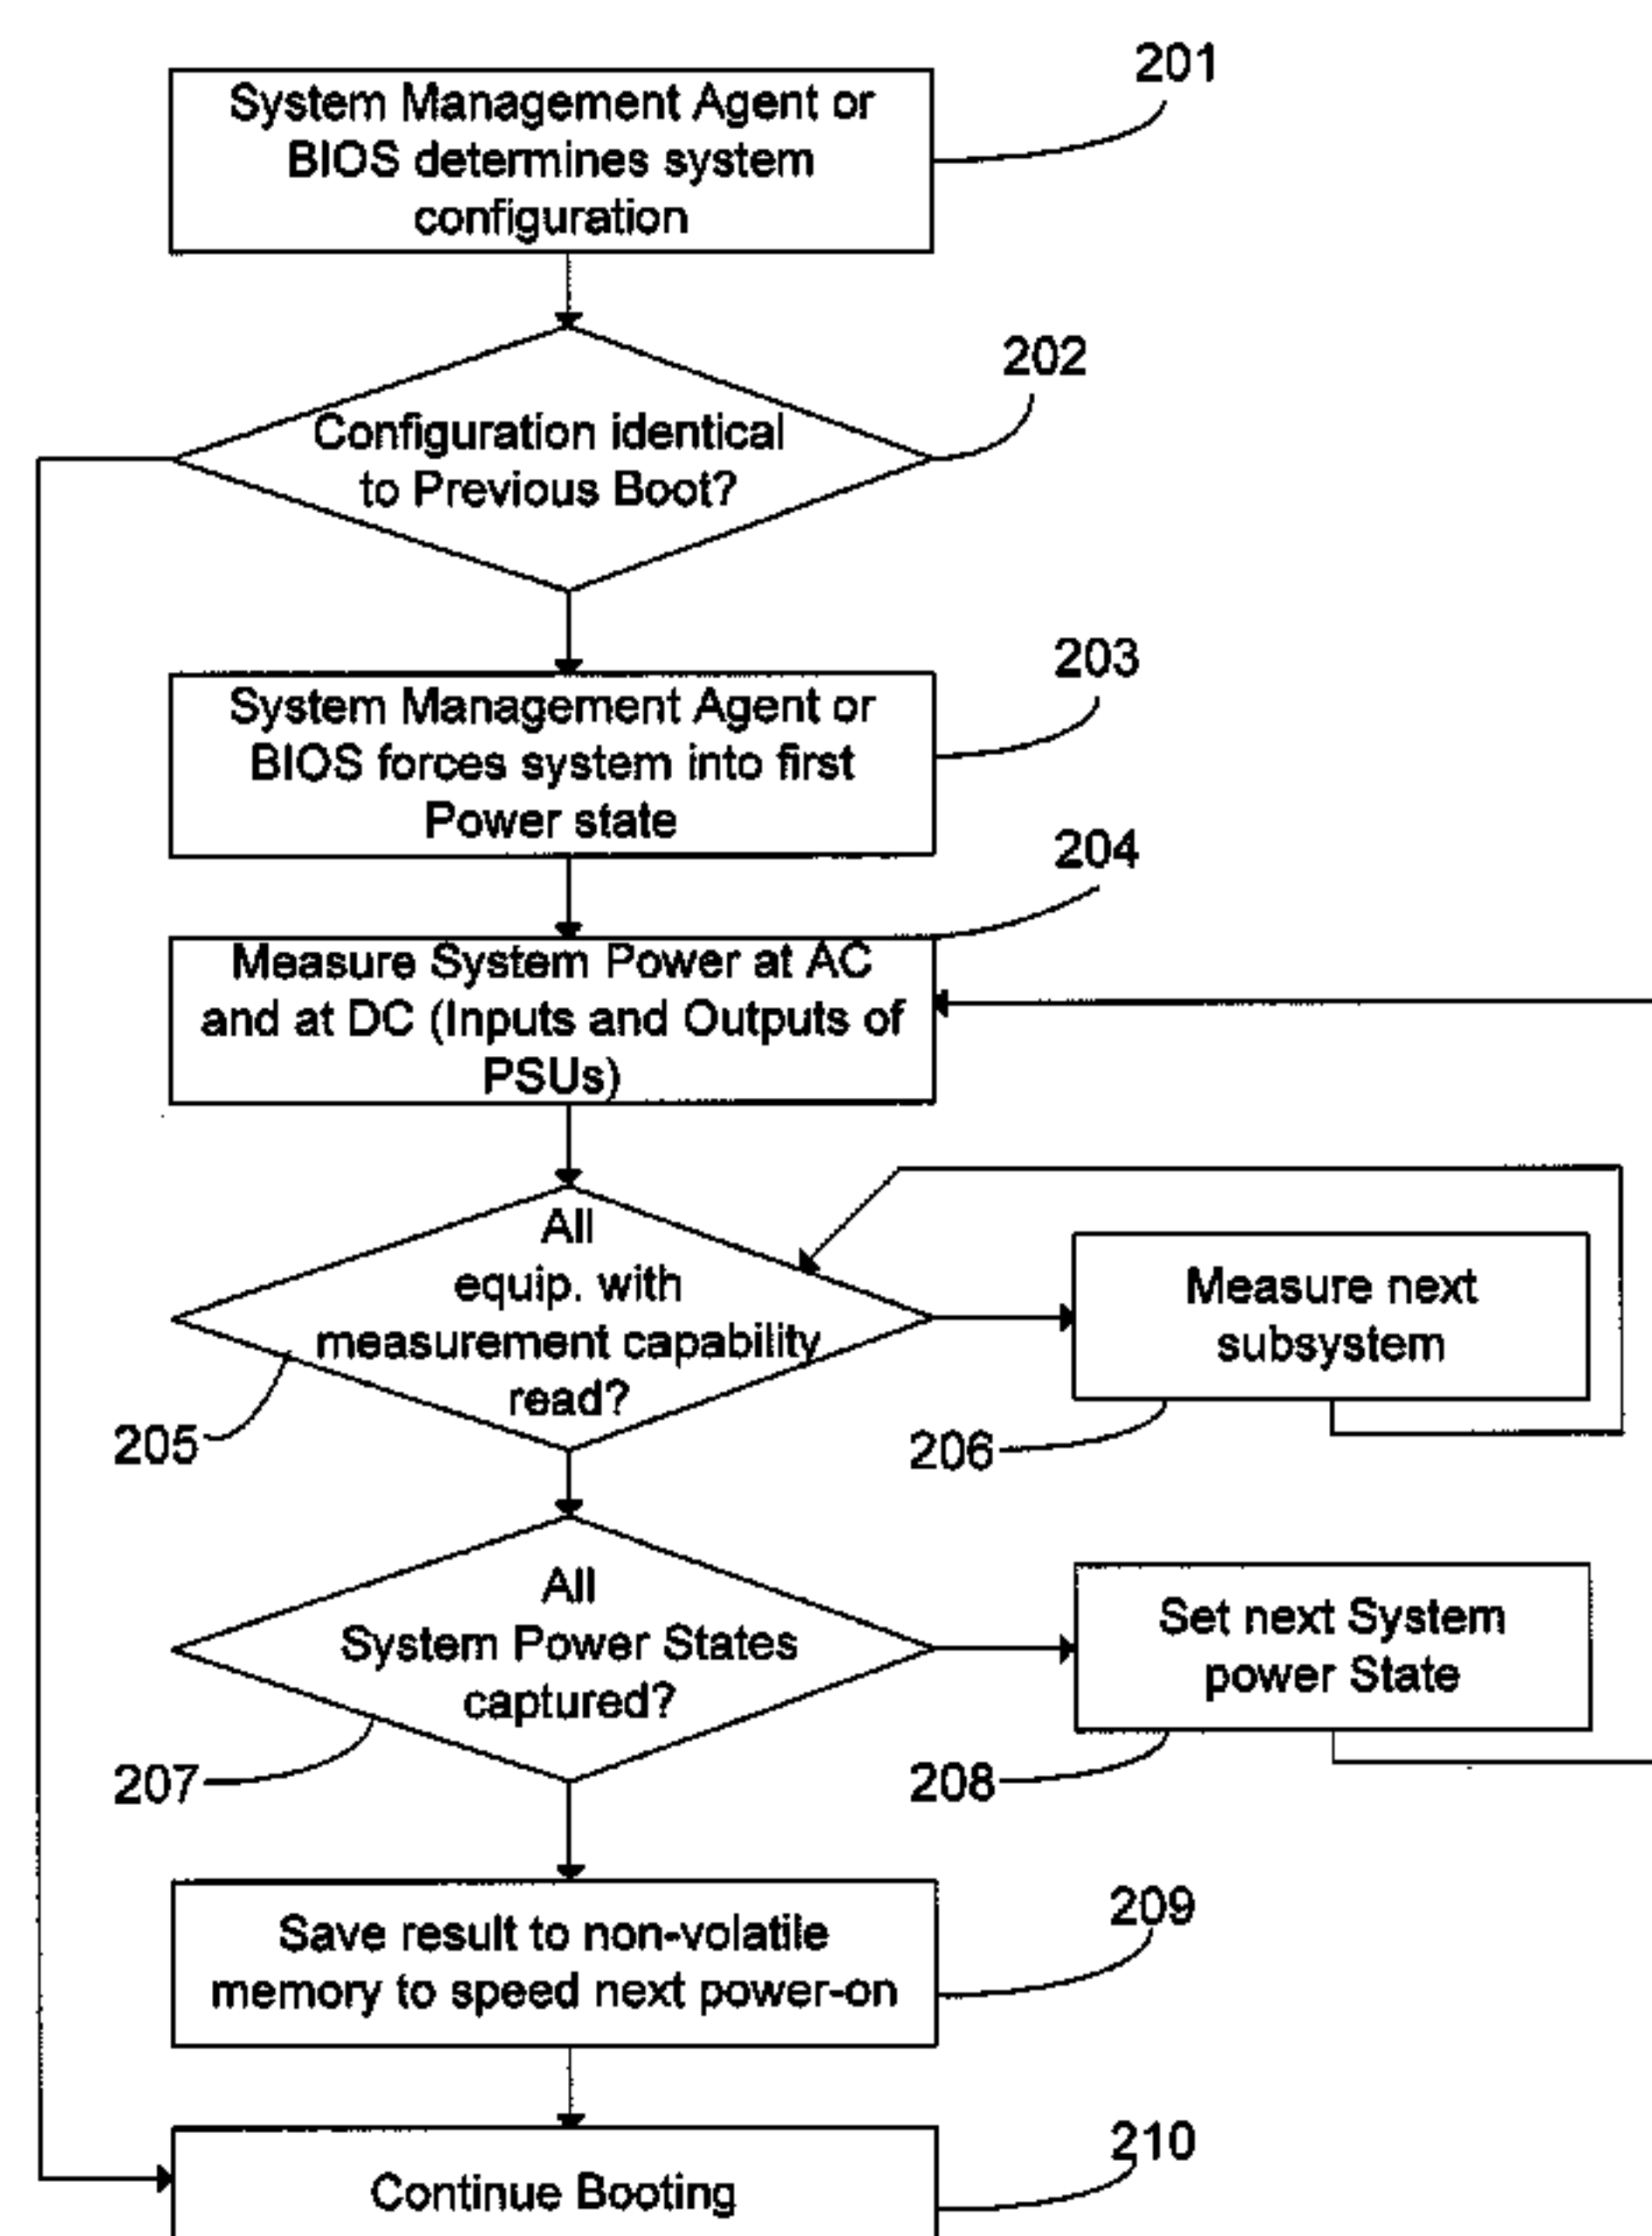 201
System Management Agent or
BIOS determines system
configuration
202
Configuration identical
to Previous Boot?
203
System Management Agent or
BIOS forces system into first
Power state
204
Measure System Power at AC
and at DC (Inputs and Outputs of
PSUs)
All
equip. with
measurement capability
read?
205
Measure next
subsystem
206
All
System Power States
captured?
207
Set next System
power State
208
209
Save result to non-volatile
memory to speed next power-on
210
Continue Booting